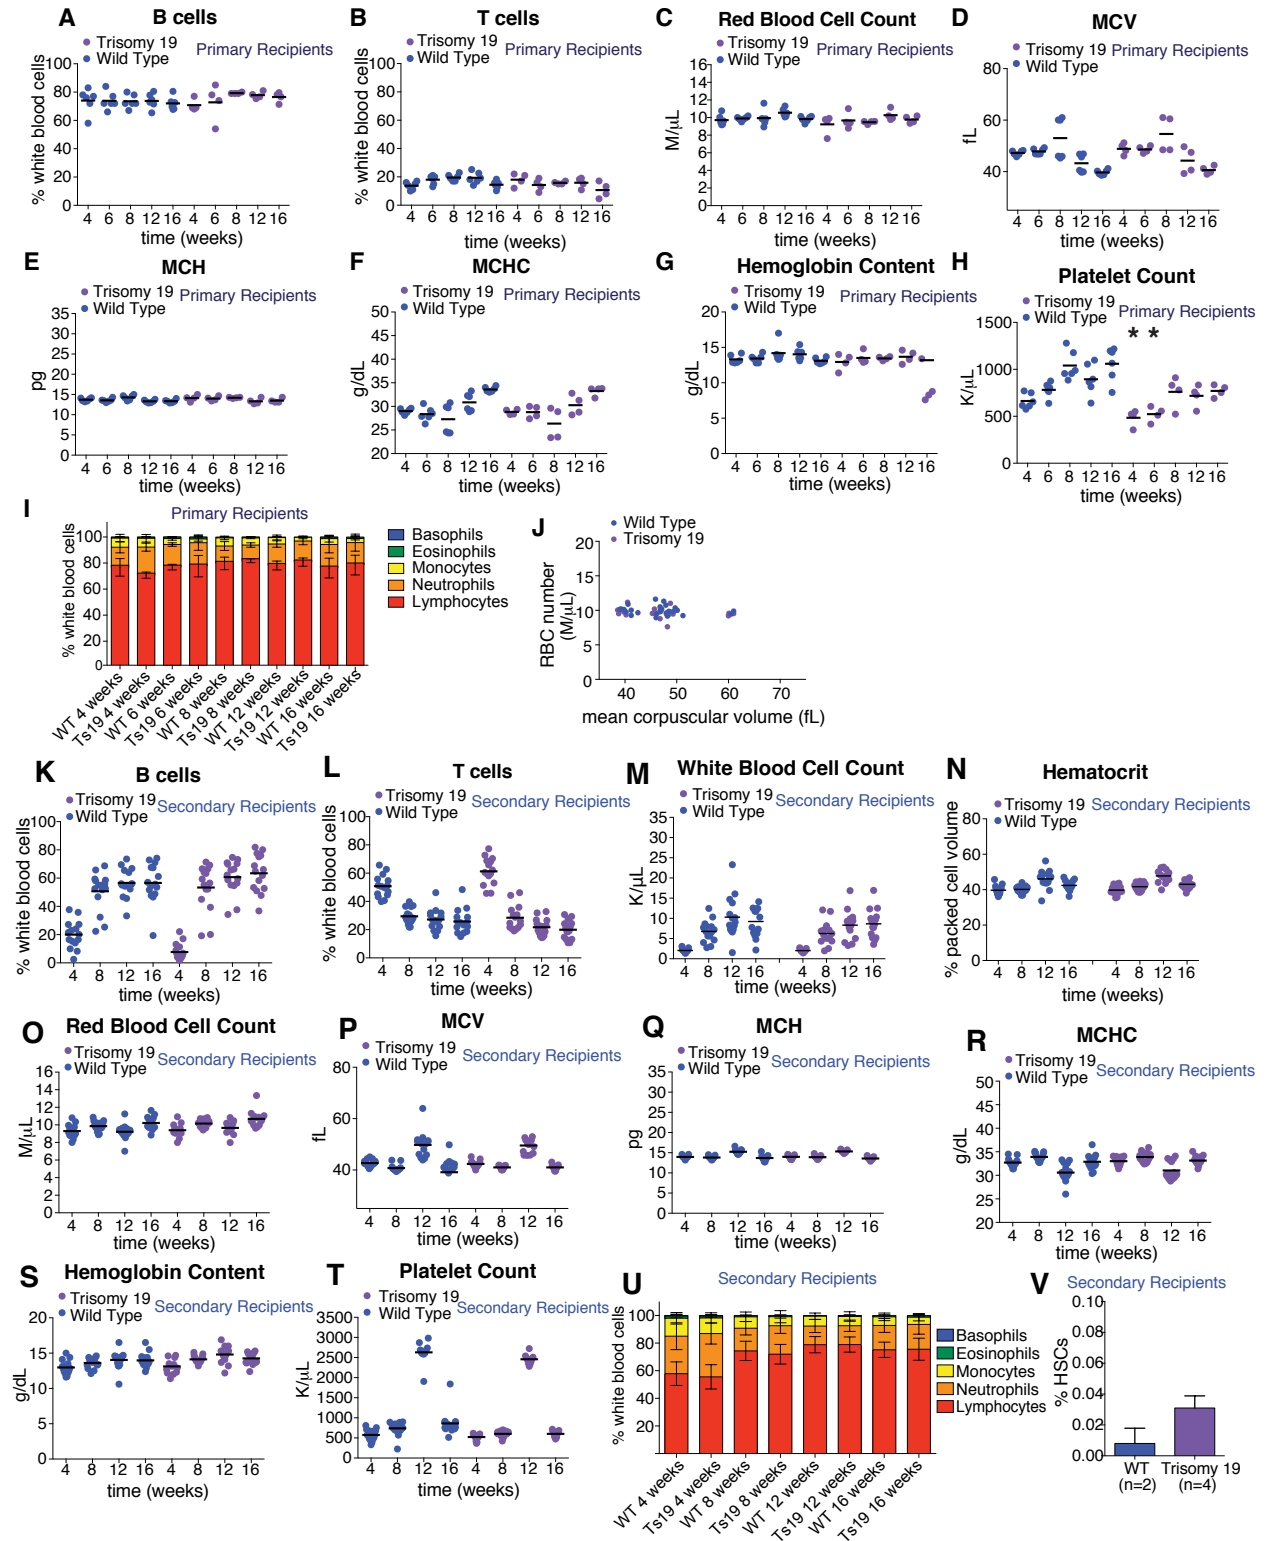 A
B cells
Trisomy 19
Wild Type
Primary Recipients
% white blood cells
100
80
60
40
20
0
4 6 8 12 16 4 6 8 12 16
time (weeks)
B
T cells
Trisomy 19
Wild Type
Primary Recipients
% white blood cells
100
80
60
40
20
0
4 6 8 12 16 4 6 8 12 16
time (weeks)
C
Red Blood Cell Count
Trisomy 19
Wild Type
Primary Recipients
M/µL
16
14
12
10
8
6
4
2
0
4 6 8 12 16 4 6 8 12 16
time (weeks)
D
MCV
Trisomy 19
Wild Type
Primary Recipients
fL
80
60
40
4 6 8 12 16 4 6 8 12 16
time (weeks)
E
MCH
Trisomy 19
Wild Type
Primary Recipients
pg
35
30
25
20
15
10
5
0
4 6 8 12 16 4 6 8 12 16
time (weeks)
F
MCHC
Trisomy 19
Wild Type
Primary Recipients
g/dL
50
45
40
35
30
25
20
4 6 8 12 16 4 6 8 12 16
time (weeks)
G
Hemoglobin Content
Trisomy 19
Wild Type
Primary Recipients
g/dL
20
15
10
5
0
4 6 8 12 16 4 6 8 12 16
time (weeks)
H
Platelet Count
Trisomy 19
Wild Type
Primary Recipients
* *
K/µL
1500
1000
500
0
4 6 8 12 16 4 6 8 12 16
time (weeks)
I
Primary Recipients
% white blood cells
100
80
60
40
20
0
WT 4 weeks
Ts19 4 weeks
WT 6 weeks
Ts19 6 weeks
WT 8 weeks
Ts19 8 weeks
WT 12 weeks
Ts19 12 weeks
WT 16 weeks
Ts19 16 weeks
Basophils
Eosinophils
Monocytes
Neutrophils
Lymphocytes
J
Wild Type
Trisomy 19
RBC number
(M/µL)
20
15
10
5
0
40 50 60 70
mean corpuscular volume (fL)
K
B cells
Trisomy 19
Wild Type
Secondary Recipients
% white blood cells
100
80
60
40
20
0
4 8 12 16 4 8 12 16
time (weeks)
L
T cells
Trisomy 19
Wild Type
Secondary Recipients
% white blood cells
100
80
60
40
20
0
4 8 12 16 4 8 12 16
time (weeks)
M
White Blood Cell Count
Trisomy 19
Wild Type
Secondary Recipients
K/µL
35
30
25
20
15
10
5
0
4 8 12 16 4 8 12 16
time (weeks)
N
Hematocrit
Trisomy 19
Wild Type
Secondary Recipients
% packed cell volume
80
60
40
20
0
4 8 12 16 4 8 12 16
time (weeks)
O
Red Blood Cell Count
Trisomy 19
Wild Type
Secondary Recipients
M/µL
16
14
12
10
8
6
4
2
0
4 8 12 16 4 8 12 16
time (weeks)
P
MCV
Trisomy 19
Wild Type
Secondary Recipients
fL
80
60
40
4 8 12 16 4 8 12 16
time (weeks)
Q
MCH
Trisomy 19
Wild Type
Secondary Recipients
pg
35
30
25
20
15
10
5
0
4 8 12 16 4 8 12 16
time (weeks)
R
MCHC
Trisomy 19
Wild Type
Secondary Recipients
g/dL
50
45
40
35
30
25
20
4 8 12 16 4 8 12 16
time (weeks)
S
Hemoglobin Content
Trisomy 19
Wild Type
Secondary Recipients
g/dL
20
15
10
5
0
4 8 12 16 4 8 12 16
time (weeks)
T
Platelet Count
Trisomy 19
Wild Type
Secondary Recipients
K/µL
3500
3000
2500
2000
1500
1000
500
0
4 8 12 16 4 8 12 16
time (weeks)
U
Secondary Recipients
% white blood cells
100
80
60
40
20
WT 4 weeks
Ts19 4 weeks
WT 8 weeks
Ts19 8 weeks
WT 12 weeks
Ts19 12 weeks
WT 16 weeks
Ts19 16 weeks
Basophils
Eosinophils
Monocytes
Neutrophils
Lymphocytes
V
Secondary Recipients
% HSCs
0.10
0.08
0.06
0.04
0.02
0.00
WT Trisomy 19
(n=2) (n=4)